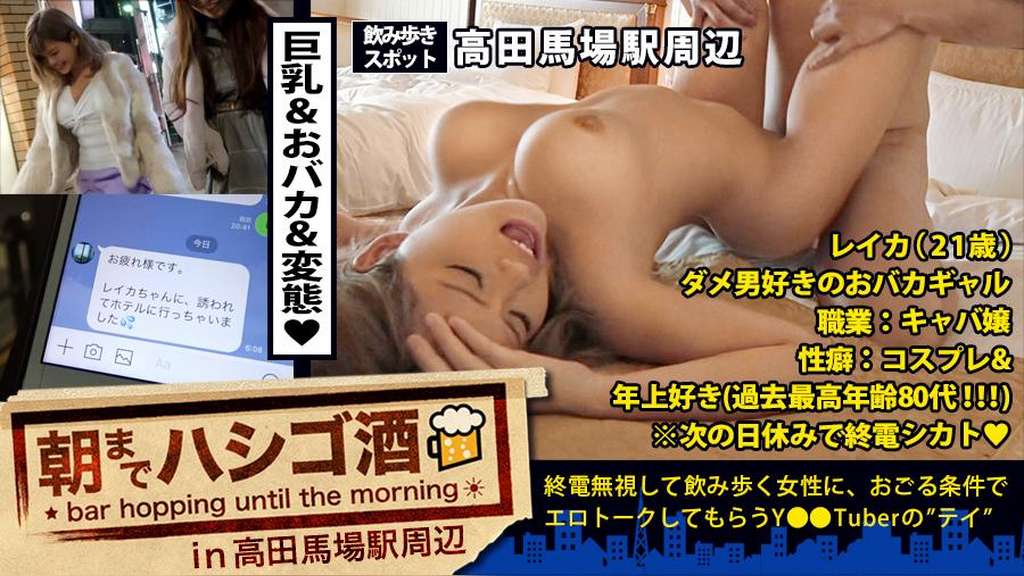 飲み歩き
スポット
高田馬場駅周辺
巨乳&おバカ&変態♥
20:41
今日
お疲れ様です。
レイカちゃんに、誘われ
てホテルに行っちゃいま
した💦
6:08
Aa
レイカ(21歳)
ダメ男好きのおバカギャル
職業：キャバ嬢
性癖：コスプレ&
年上好き(過去最高年齢80代!!!)
※次の日休みで終電シカト♥
朝までハシゴ酒
★bar hopping until the morning☀
in高田馬場駅周辺
終電無視して飲み歩く女性に、おごる条件で
エロトークしてもらうY●●Tuberの"テイ"